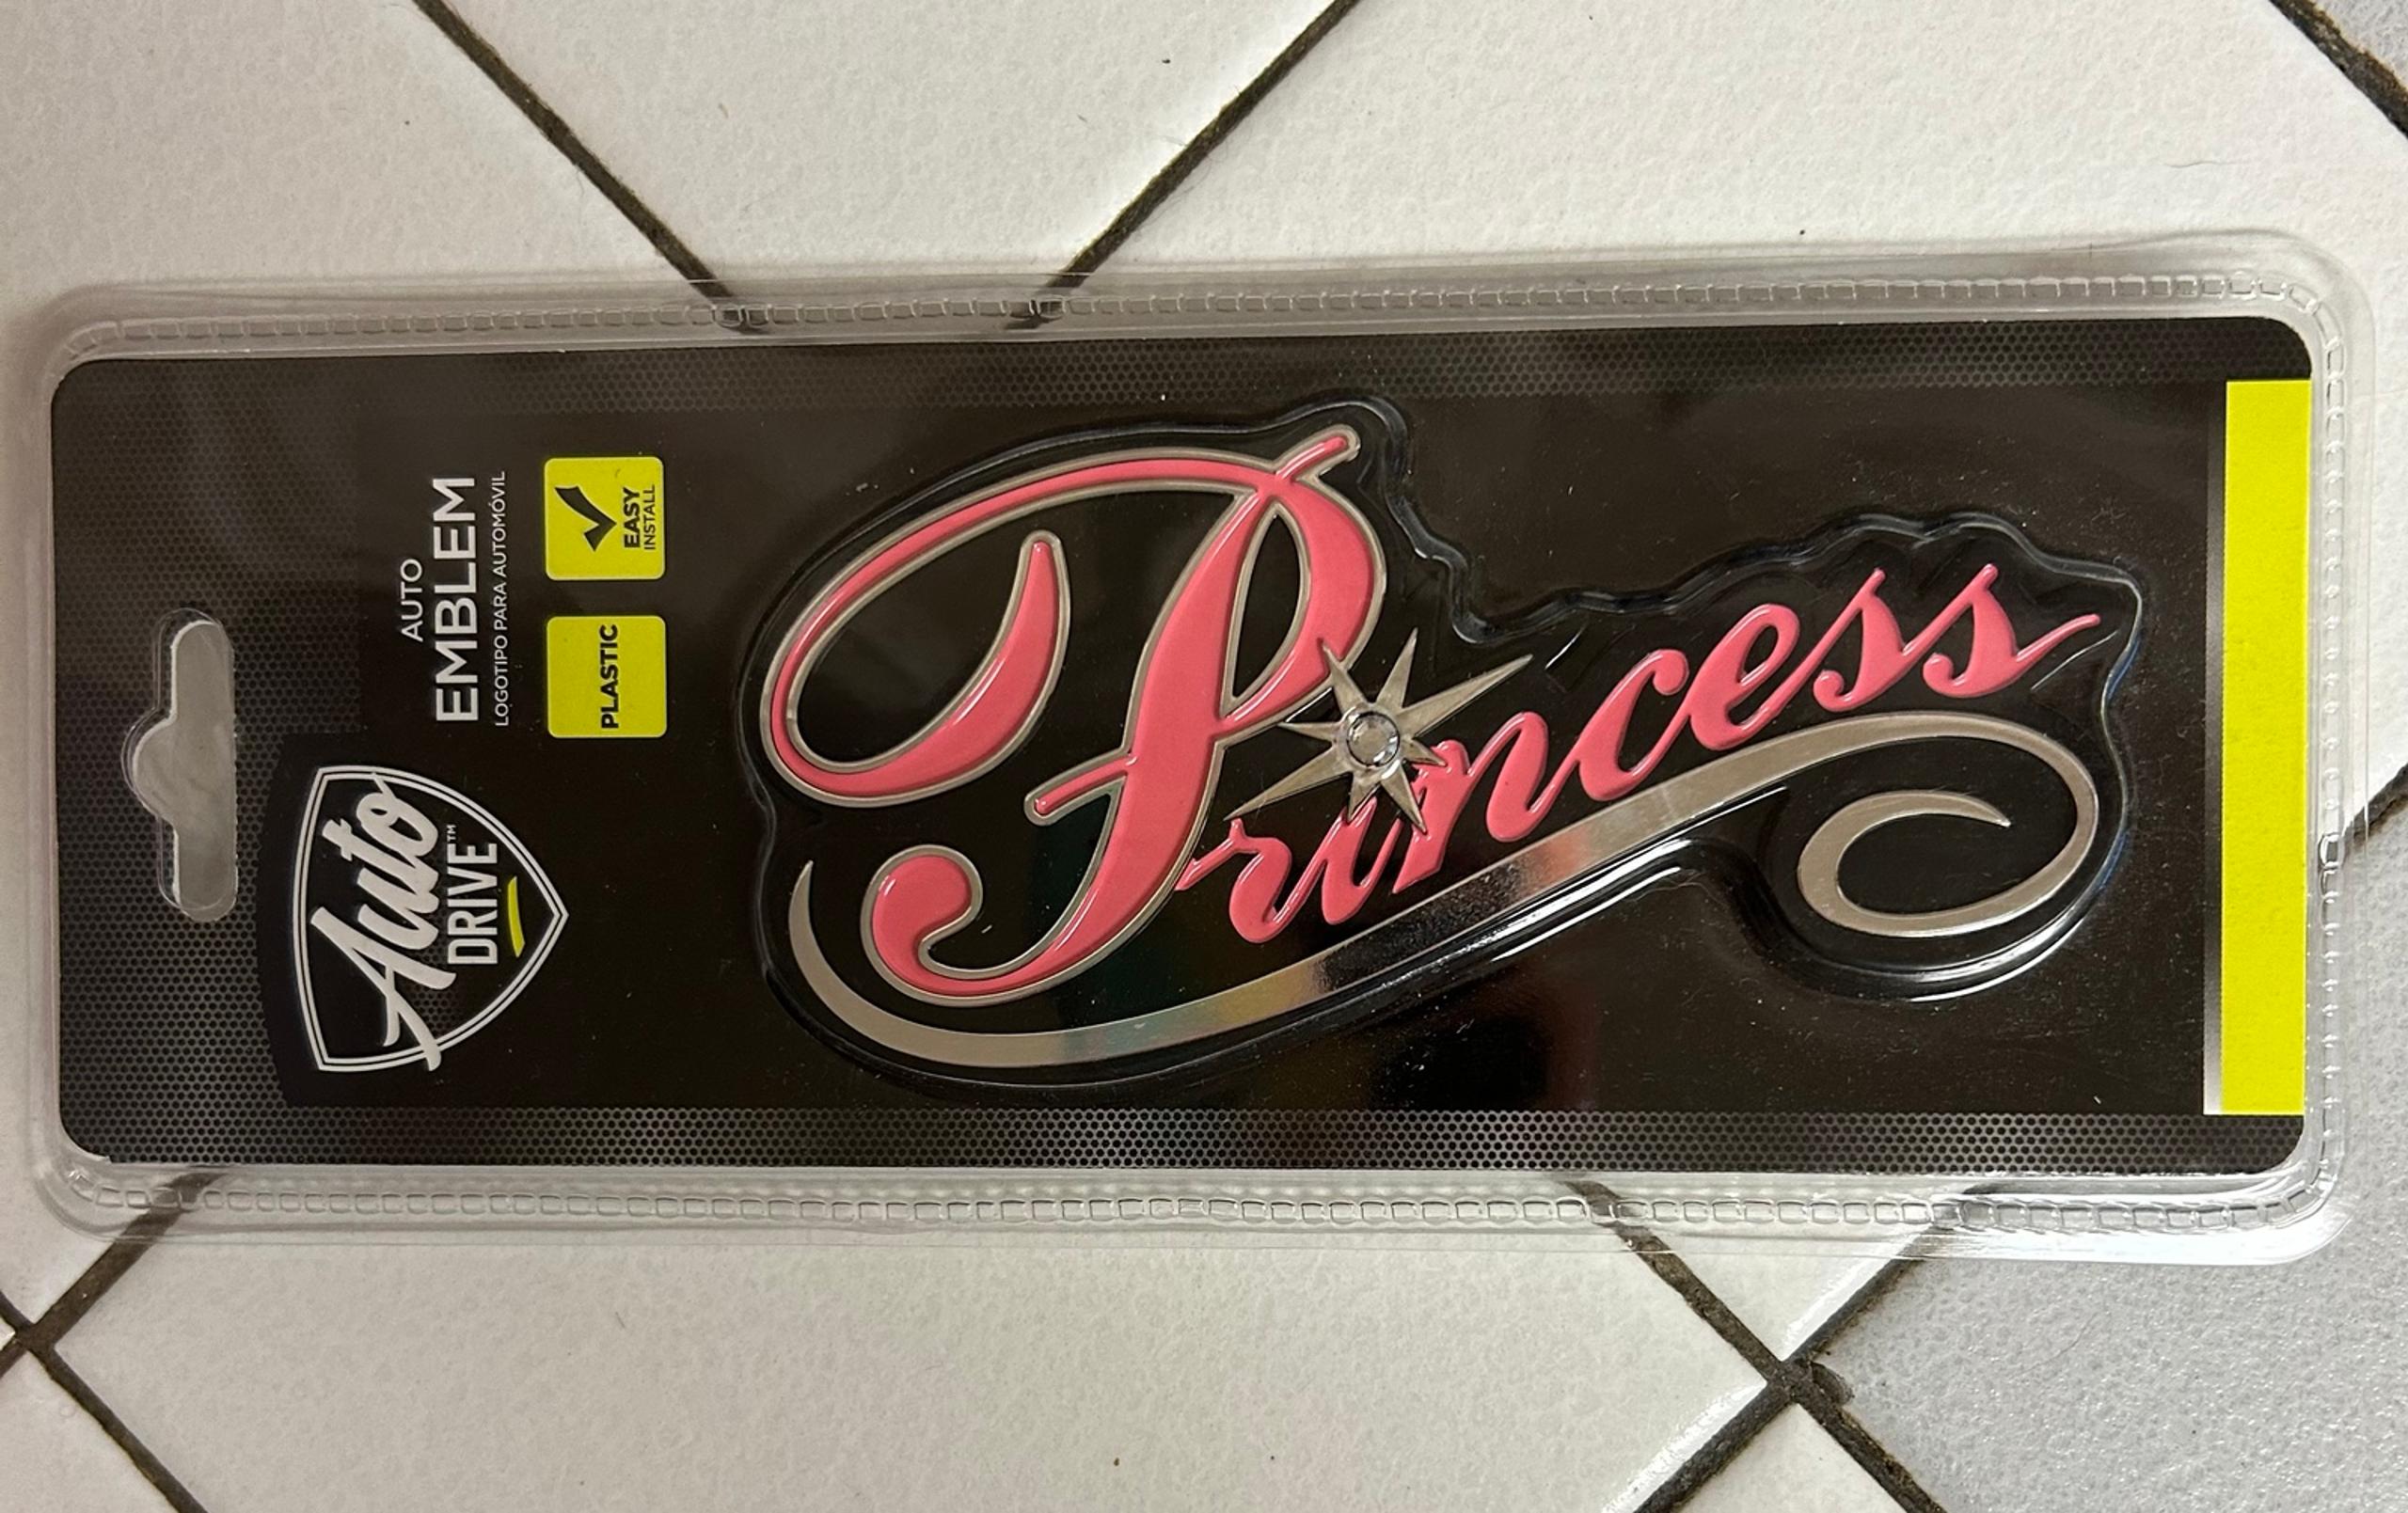 Auto
DRIVE™
AUTO
EMBLEM
LOGOTIPO PARA AUTOMÓVIL
PLASTIC
EASY
INSTALL
Princess